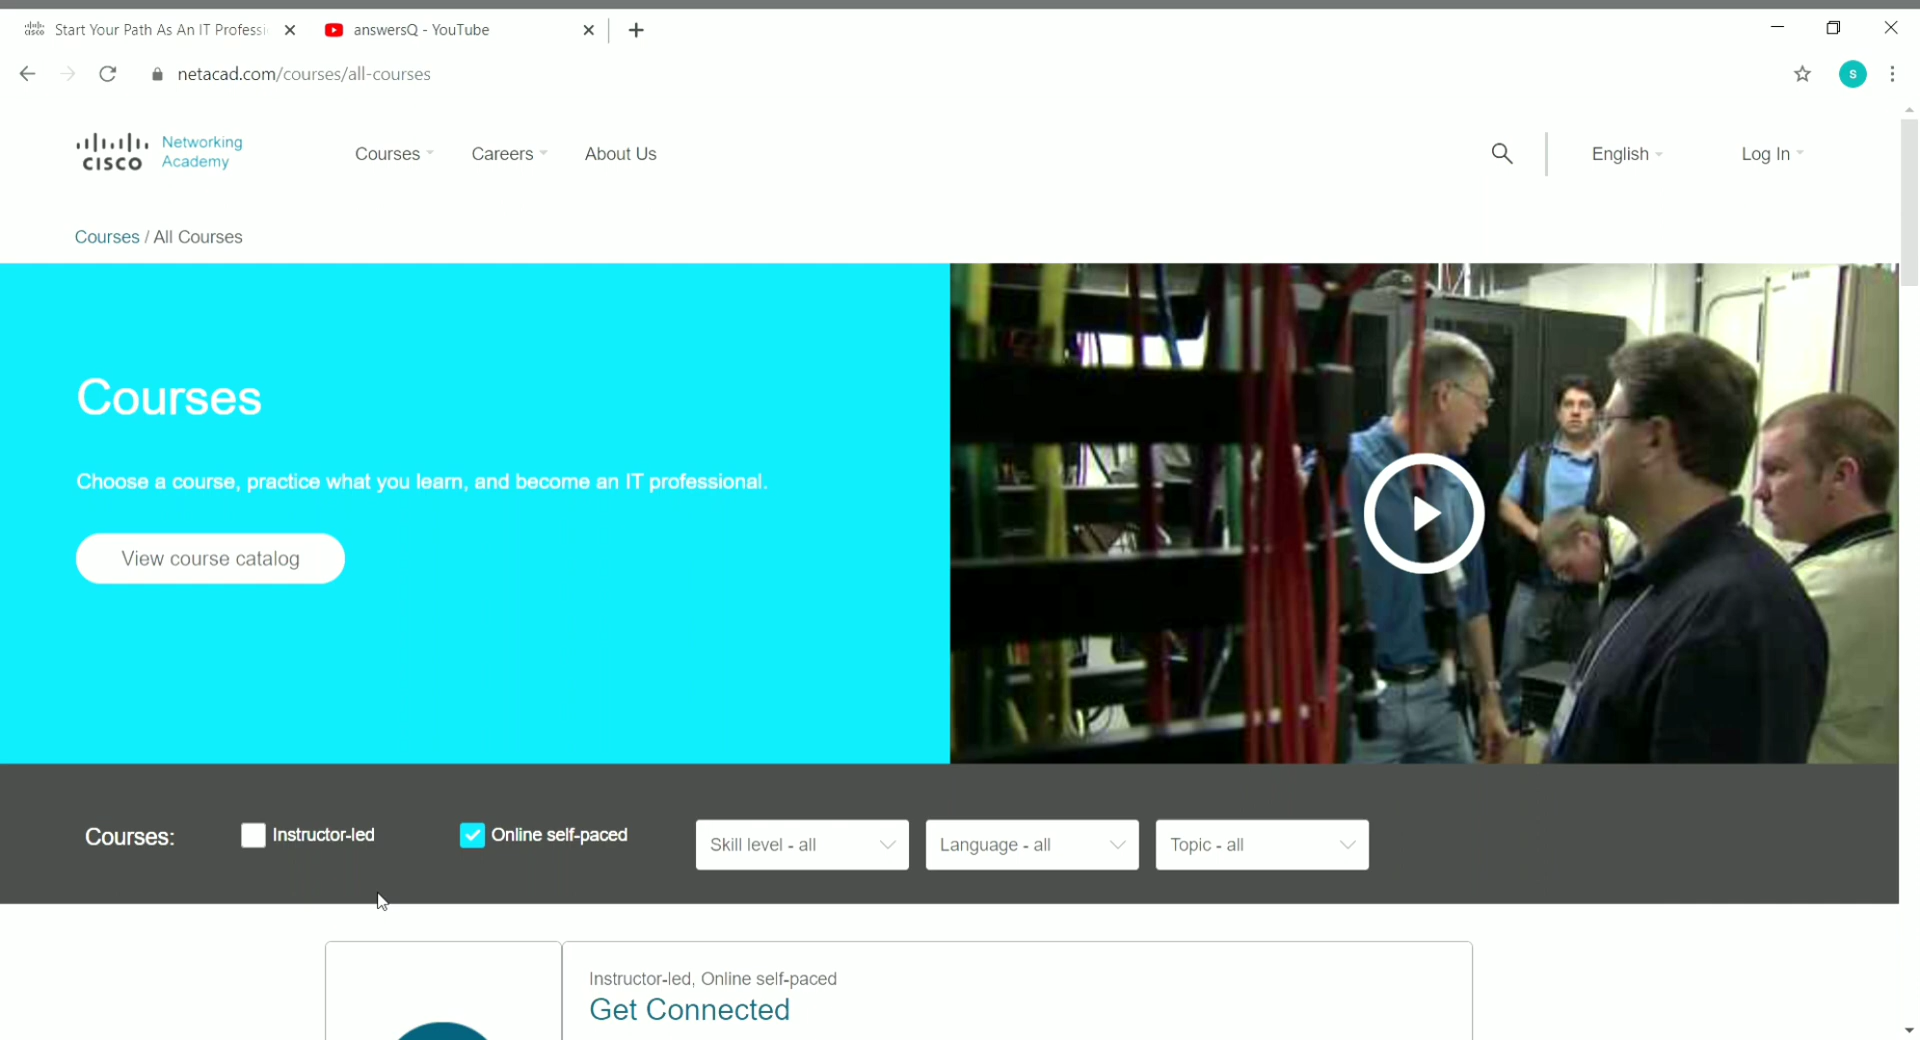 Start Your Path As An IT Professi
answersQ - YouTube
netacad.com/courses/all-courses
S
CISCO
Networking
Academy
Courses
Careers
About Us
English
Log In
Courses / All Courses
Courses
Choose a course, practice what you learn, and become an IT professional.
View course catalog
Courses:
Instructor-led
Online self-paced
Skill level - all
Language - all
Topic - all
Instructor-led, Online self-paced
Get Connected